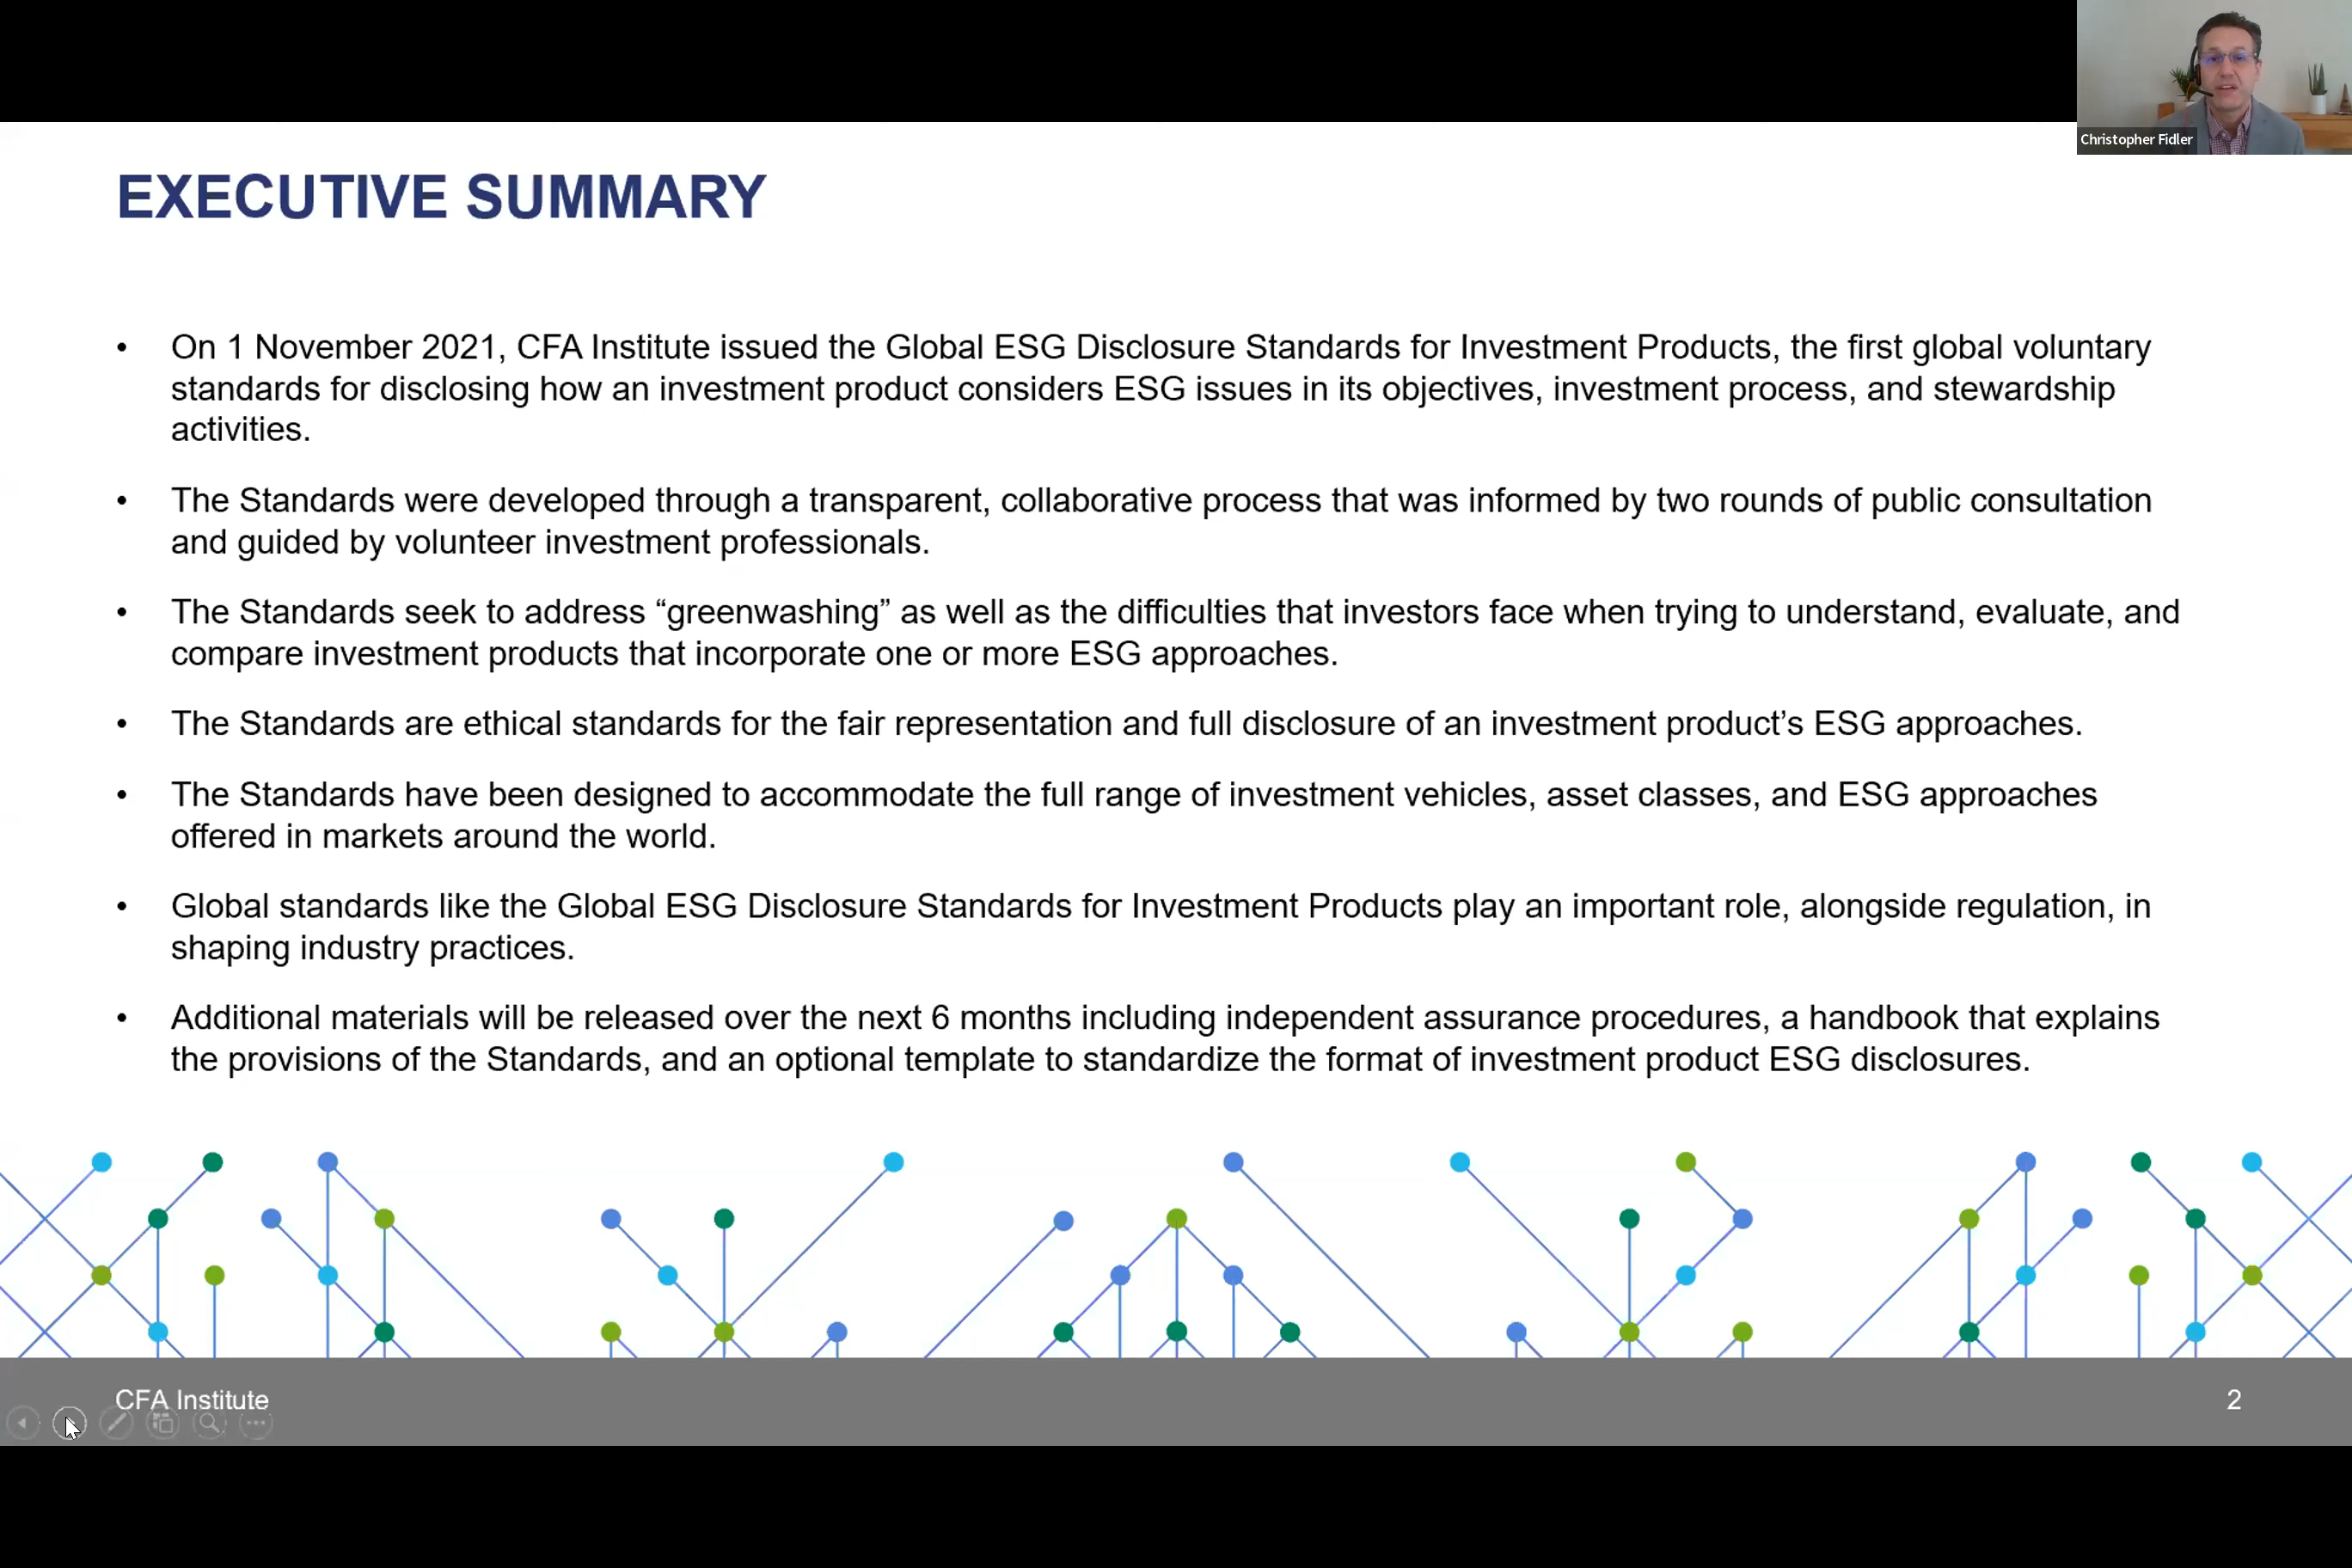 Christopher Fidler
EXECUTIVE SUMMARY
• On 1 November 2021, CFA Institute issued the Global ESG Disclosure Standards for Investment Products, the first global voluntary
standards for disclosing how an investment product considers ESG issues in its objectives, investment process, and stewardship
activities.
• The Standards were developed through a transparent, collaborative process that was informed by two rounds of public consultation
and guided by volunteer investment professionals.
• The Standards seek to address “greenwashing” as well as the difficulties that investors face when trying to understand, evaluate, and
compare investment products that incorporate one or more ESG approaches.
• The Standards are ethical standards for the fair representation and full disclosure of an investment product’s ESG approaches.
• The Standards have been designed to accommodate the full range of investment vehicles, asset classes, and ESG approaches
offered in markets around the world.
• Global standards like the Global ESG Disclosure Standards for Investment Products play an important role, alongside regulation, in
shaping industry practices.
• Additional materials will be released over the next 6 months including independent assurance procedures, a handbook that explains
the provisions of the Standards, and an optional template to standardize the format of investment product ESG disclosures.
CFA Institute
2